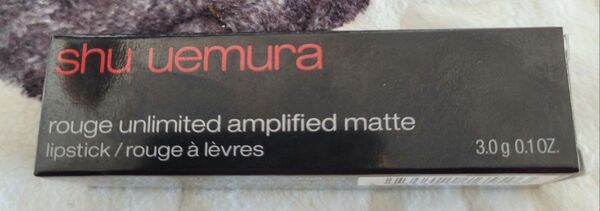 shu uemura
rouge unlimited amplified matte
lipstick / rouge à lèvres
3.0 g 0.1 OZ.